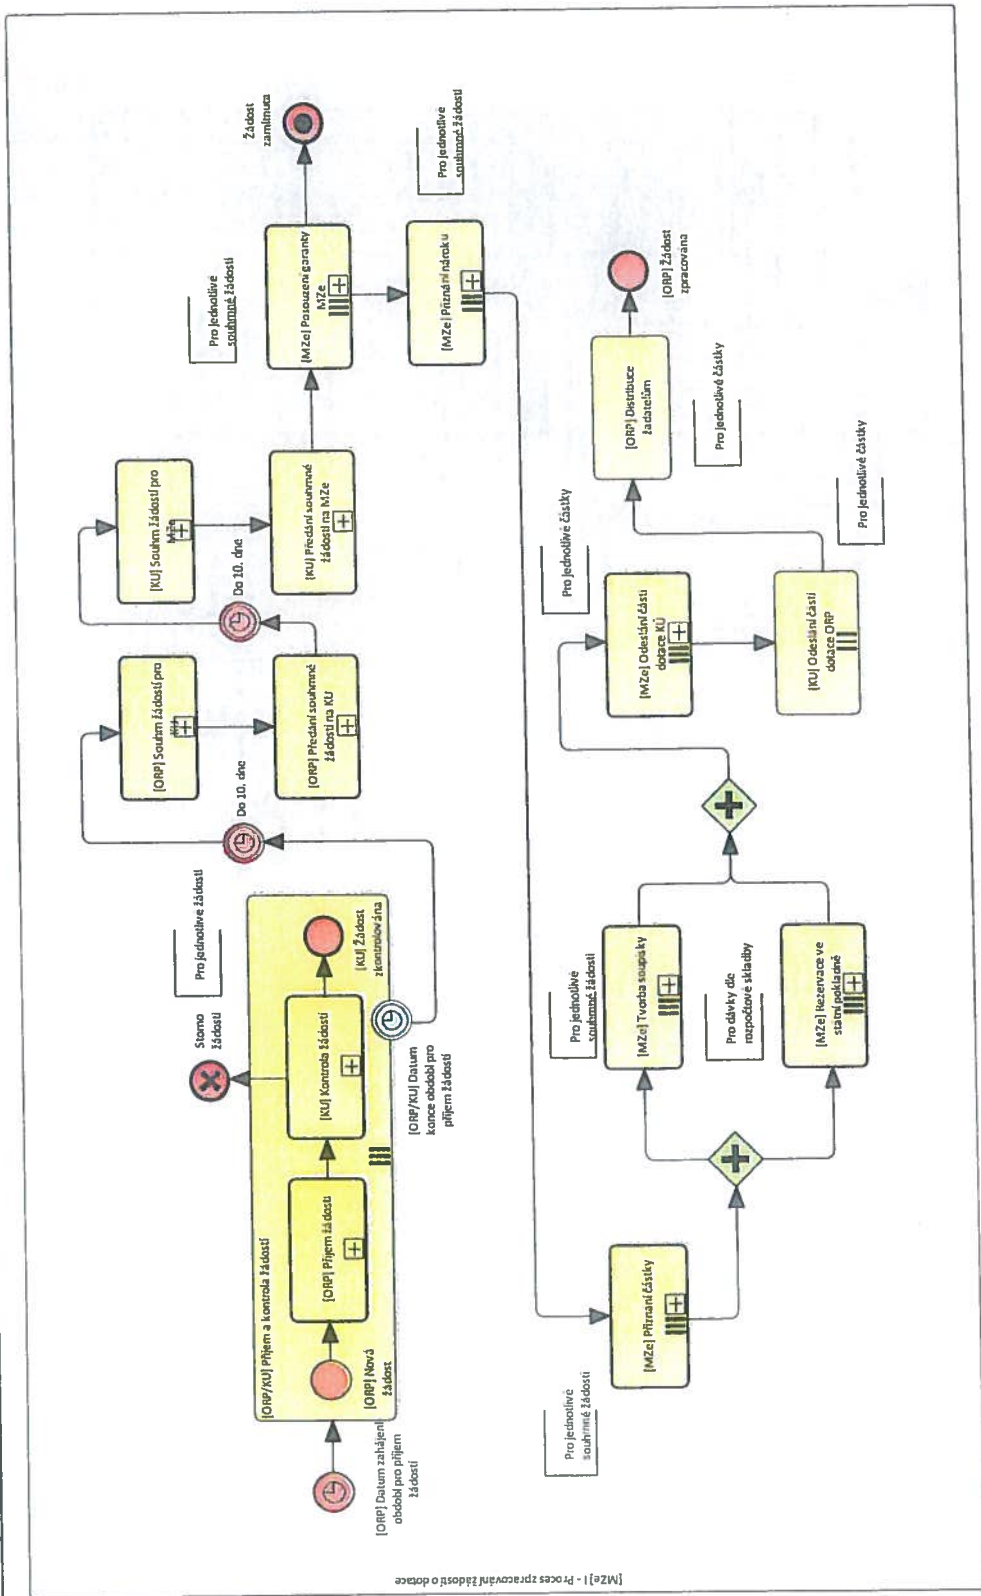 [MZe] I - Proces zpracování žádostí o dotace
[ORP] Datum zahájení
období pro příjem
žádostí
[ORP/KU] Příjem a kontrola žádostí
[ORP] Nová
žádost
[ORP] Příjem žádosti
[KU] Kontrola žádosti
[KU] Žádost
zkontrolována
Storno
žádosti
Pro jednotlivé žádosti
[ORP/KU] Datum
konce období pro
příjem žádostí
Do 10. dne
[ORP] Souhrn žádostí pro
KU
[ORP] Předání souhrnné
žádosti na KU
Do 10. dne
[KU] Souhrn žádostí pro
MZe
[KU] Předání souhrnné
žádosti na MZe
Pro jednotlivé
souhrnné žádosti
[MZe] Posouzení garanty
MZe
Žádost
zamítnuta
[MZe] Přiznání nároku
Pro jednotlivé
souhrnné žádosti
Pro jednotlivé
souhrnné žádosti
[MZe] Přiznaní částky
Pro jednotlivé
souhrnné žádosti
[MZe] Tvorba soupisky
Pro dávky dle
rozpočtové skladby
[MZe] Rezervace ve
statní pokladně
Pro jednotlivé částky
[MZe] Odeslání části
dotace KÚ
[KU] Odeslání části
dotace ORP
Pro jednotlivé částky
[ORP] Distribuce
žadatelům
Pro jednotlivé částky
[ORP] Žádost
zpracována